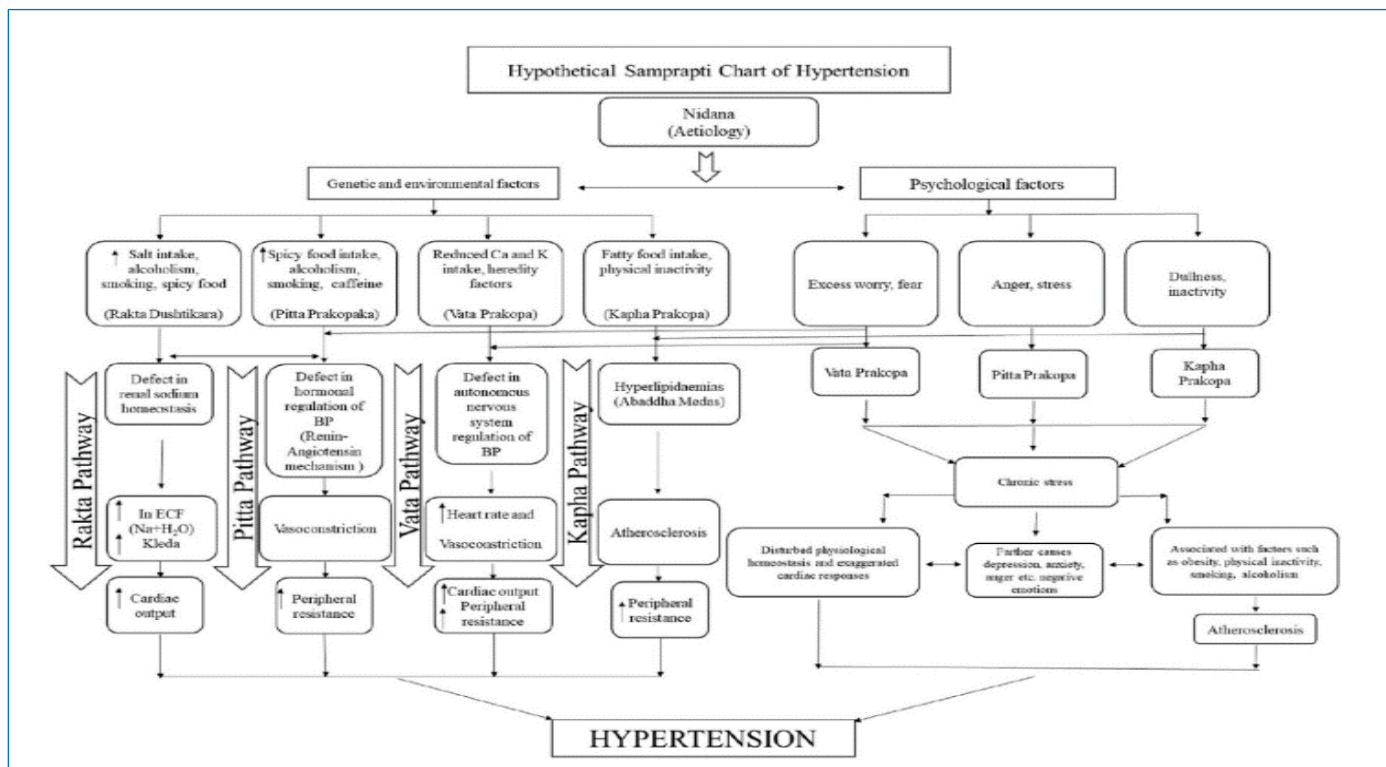 Hypothetical Samprapti Chart of Hypertension
Nidana
(Aetiology)
Genetic and environmental factors
Psychological factors
↑ Salt intake,
alcoholism,
smoking, spicy food
(Rakta Dushtikara)
↑ Spicy food intake,
alcoholism,
smoking, caffeine
(Pitta Prakopaka)
Reduced Ca and K
intake, heredity
factors
(Vata Prakopa)
Fatty food intake,
physical inactivity
(Kapha Prakopa)
Excess worry, fear
Anger, stress
Dullness,
inactivity
Rakta Pathway
Defect in
renal sodium
homeostasis
Pitta Pathway
Defect in
hormonal
regulation of
BP
(Renin-
Angiotensin
mechanism )
Vata Pathway
Defect in
autonomous
nervous
system
regulation of
BP
Kapha Pathway
Hyperlipidaemias
(Abaddha Medas)
Vata Prakopa
Pitta Prakopa
Kapha
Prakopa
Chronic stress
↑ In ECF
(Na+H₂O)
↑ Kleda
Vasoconstriction
↑ Heart rate and
Vasoconstriction
Atherosclerosis
Disturbed physiological
homeostasis and exaggerated
cardiac responses
Further causes
depression, anxiety,
anger etc. negative
emotions
Associated with factors such
as obesity, physical inactivity,
smoking, alcoholism
↑ Cardiac
output
↑ Peripheral
resistance
↑ Cardiac output
↑ Peripheral
resistance
↑ Peripheral
resistance
Atherosclerosis
HYPERTENSION